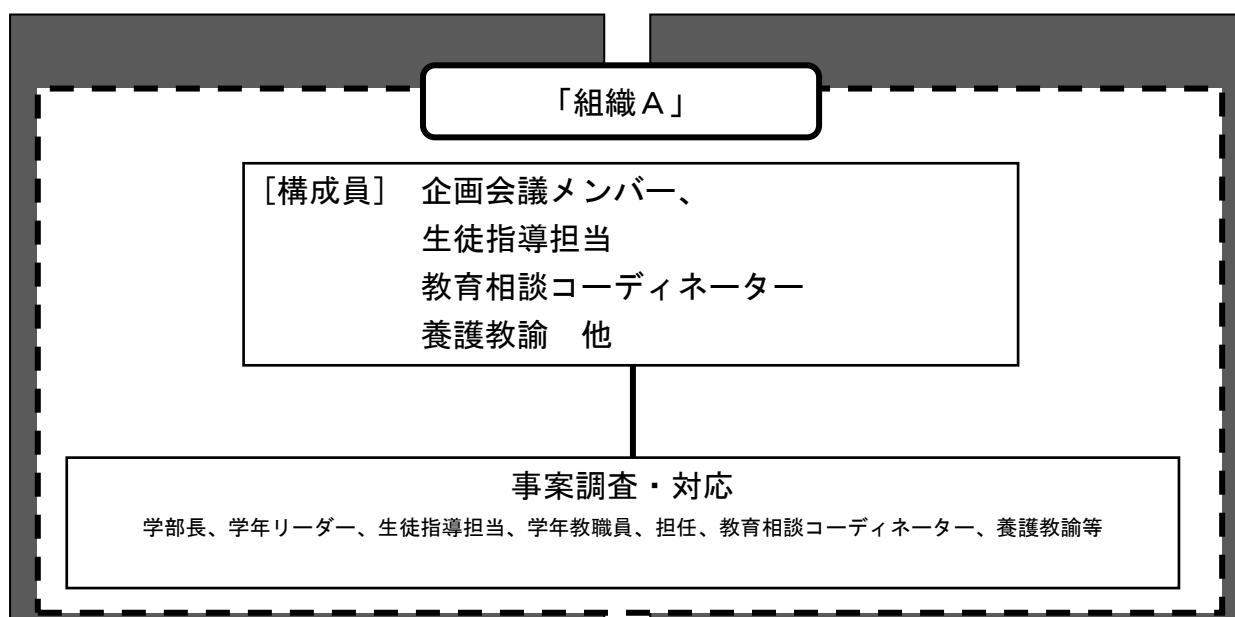 「組織Ａ」
［構成員］　企画会議メンバー、
生徒指導担当
教育相談コーディネーター
養護教諭　他
事案調査・対応
学部長、学年リーダー、生徒指導担当、学年教職員、担任、教育相談コーディネーター、養護教諭等